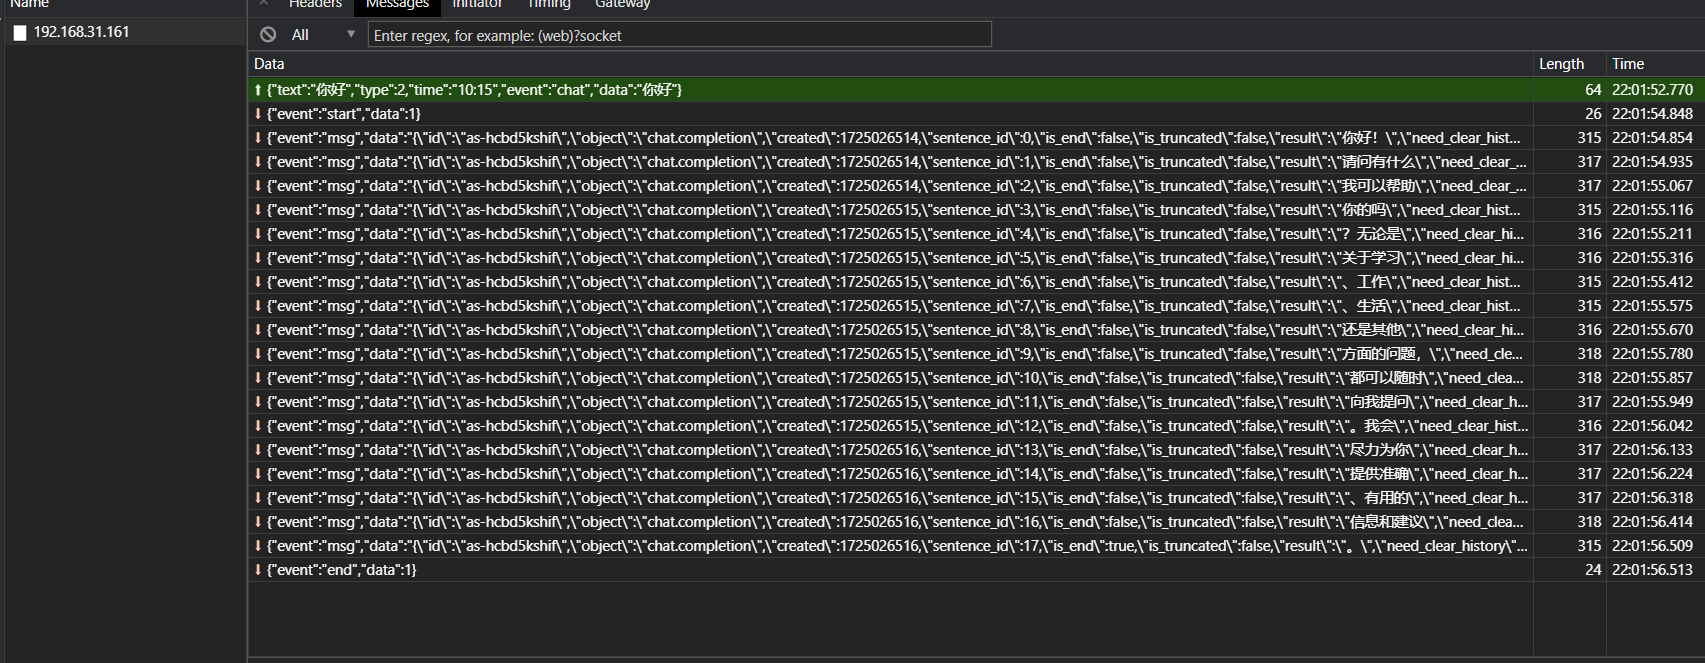 Name
Headers Messages Initiator Timing Gateway
192.168.31.161
All Enter regex, for example: (web)?socket
Data Length Time
{"text":"你好","type":2,"time":"10:15","event":"chat","data":"你好"} 64 22:01:52.770
{"event":"start","data":1} 26 22:01:54.848
{"event":"msg","data":"{\"id\":\"as-hcbd5kshif\",\"object\":\"chat.completion\",\"created\":1725026514,\"sentence_id\":0,\"is_end\":false,\"is_truncated\":false,\"result\":\"你好！\",\"need_clear_hist... 315 22:01:54.854
{"event":"msg","data":"{\"id\":\"as-hcbd5kshif\",\"object\":\"chat.completion\",\"created\":1725026514,\"sentence_id\":1,\"is_end\":false,\"is_truncated\":false,\"result\":\"请问有什么\",\"need_clear_... 317 22:01:54.935
{"event":"msg","data":"{\"id\":\"as-hcbd5kshif\",\"object\":\"chat.completion\",\"created\":1725026514,\"sentence_id\":2,\"is_end\":false,\"is_truncated\":false,\"result\":\"我可以帮助\",\"need_clear_... 317 22:01:55.067
{"event":"msg","data":"{\"id\":\"as-hcbd5kshif\",\"object\":\"chat.completion\",\"created\":1725026515,\"sentence_id\":3,\"is_end\":false,\"is_truncated\":false,\"result\":\"你的吗\",\"need_clear_hist... 315 22:01:55.116
{"event":"msg","data":"{\"id\":\"as-hcbd5kshif\",\"object\":\"chat.completion\",\"created\":1725026515,\"sentence_id\":4,\"is_end\":false,\"is_truncated\":false,\"result\":\"？无论是\",\"need_clear_hi... 316 22:01:55.211
{"event":"msg","data":"{\"id\":\"as-hcbd5kshif\",\"object\":\"chat.completion\",\"created\":1725026515,\"sentence_id\":5,\"is_end\":false,\"is_truncated\":false,\"result\":\"关于学习\",\"need_clear_hi... 316 22:01:55.316
{"event":"msg","data":"{\"id\":\"as-hcbd5kshif\",\"object\":\"chat.completion\",\"created\":1725026515,\"sentence_id\":6,\"is_end\":false,\"is_truncated\":false,\"result\":\"、工作\",\"need_clear_hist... 315 22:01:55.412
{"event":"msg","data":"{\"id\":\"as-hcbd5kshif\",\"object\":\"chat.completion\",\"created\":1725026515,\"sentence_id\":7,\"is_end\":false,\"is_truncated\":false,\"result\":\"、生活\",\"need_clear_hist... 315 22:01:55.575
{"event":"msg","data":"{\"id\":\"as-hcbd5kshif\",\"object\":\"chat.completion\",\"created\":1725026515,\"sentence_id\":8,\"is_end\":false,\"is_truncated\":false,\"result\":\"还是其他\",\"need_clear_hi... 316 22:01:55.670
{"event":"msg","data":"{\"id\":\"as-hcbd5kshif\",\"object\":\"chat.completion\",\"created\":1725026515,\"sentence_id\":9,\"is_end\":false,\"is_truncated\":false,\"result\":\"方面的问题，\",\"need_cle... 318 22:01:55.780
{"event":"msg","data":"{\"id\":\"as-hcbd5kshif\",\"object\":\"chat.completion\",\"created\":1725026515,\"sentence_id\":10,\"is_end\":false,\"is_truncated\":false,\"result\":\"都可以随时\",\"need_clea... 318 22:01:55.857
{"event":"msg","data":"{\"id\":\"as-hcbd5kshif\",\"object\":\"chat.completion\",\"created\":1725026515,\"sentence_id\":11,\"is_end\":false,\"is_truncated\":false,\"result\":\"向我提问\",\"need_clear_h... 317 22:01:55.949
{"event":"msg","data":"{\"id\":\"as-hcbd5kshif\",\"object\":\"chat.completion\",\"created\":1725026515,\"sentence_id\":12,\"is_end\":false,\"is_truncated\":false,\"result\":\"。我会\",\"need_clear_hist... 316 22:01:56.042
{"event":"msg","data":"{\"id\":\"as-hcbd5kshif\",\"object\":\"chat.completion\",\"created\":1725026516,\"sentence_id\":13,\"is_end\":false,\"is_truncated\":false,\"result\":\"尽力为你\",\"need_clear_h... 317 22:01:56.133
{"event":"msg","data":"{\"id\":\"as-hcbd5kshif\",\"object\":\"chat.completion\",\"created\":1725026516,\"sentence_id\":14,\"is_end\":false,\"is_truncated\":false,\"result\":\"提供准确\",\"need_clear_h... 317 22:01:56.224
{"event":"msg","data":"{\"id\":\"as-hcbd5kshif\",\"object\":\"chat.completion\",\"created\":1725026516,\"sentence_id\":15,\"is_end\":false,\"is_truncated\":false,\"result\":\"、有用的\",\"need_clear_h... 317 22:01:56.318
{"event":"msg","data":"{\"id\":\"as-hcbd5kshif\",\"object\":\"chat.completion\",\"created\":1725026516,\"sentence_id\":16,\"is_end\":false,\"is_truncated\":false,\"result\":\"信息和建议\",\"need_clea... 318 22:01:56.414
{"event":"msg","data":"{\"id\":\"as-hcbd5kshif\",\"object\":\"chat.completion\",\"created\":1725026516,\"sentence_id\":17,\"is_end\":true,\"is_truncated\":false,\"result\":\"。\",\"need_clear_history\"... 315 22:01:56.509
{"event":"end","data":1} 24 22:01:56.513